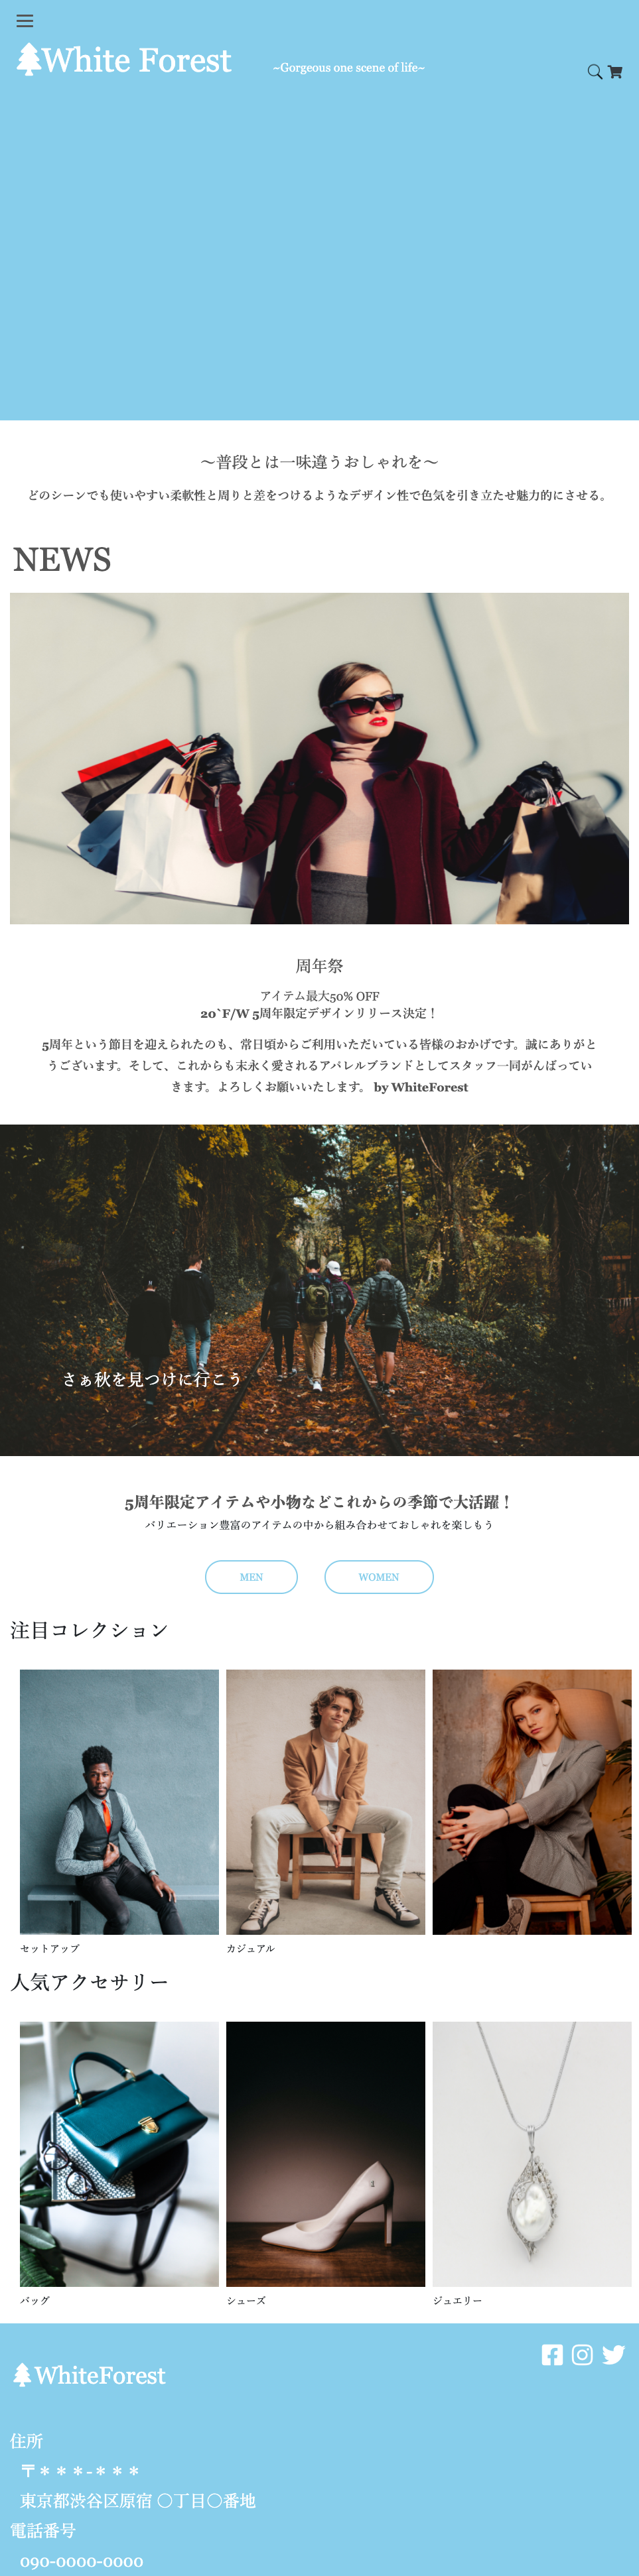 White Forest
~Gorgeous one scene of life~
～普段とは一味違うおしゃれを～
どのシーンでも使いやすい柔軟性と周りと差をつけるようなデザイン性で色気を引き立たせ魅力的にさせる。
NEWS
周年祭
アイテム最大50% OFF
20`F/W 5周年限定デザインリリース決定！
5周年という節目を迎えられたのも、常日頃からご利用いただいている皆様のおかげです。誠にありがと
うございます。そして、これからも末永く愛されるアパレルブランドとしてスタッフ一同がんばってい
きます。よろしくお願いいたします。 by WhiteForest
さぁ秋を見つけに行こう
5周年限定アイテムや小物などこれからの季節で大活躍！
バリエーション豊富のアイテムの中から組み合わせておしゃれを楽しもう
MEN
WOMEN
注目コレクション
セットアップ
カジュアル
人気アクセサリー
バッグ
シューズ
ジュエリー
WhiteForest
住所
〒＊＊＊-＊＊＊
東京都渋谷区原宿 〇丁目〇番地
電話番号
090-0000-0000